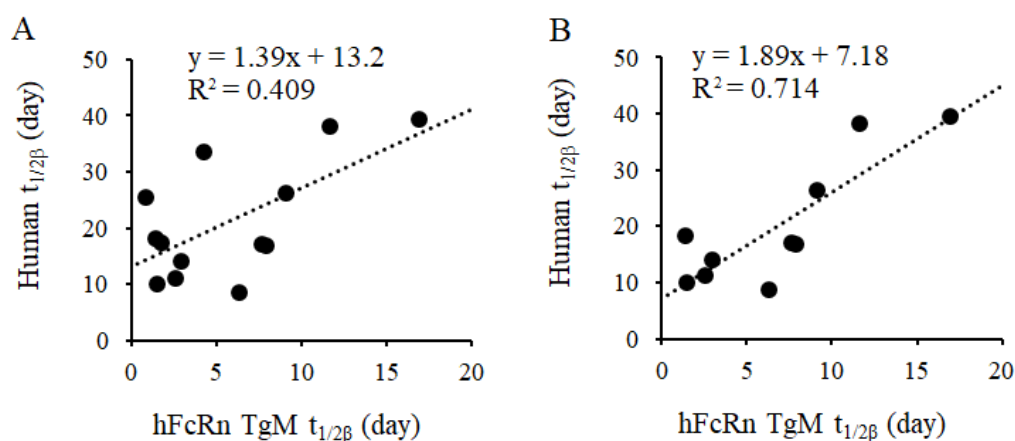 A
y = 1.39x + 13.2
R² = 0.409
50
40
30
20
10
0
Human t1/2β (day)
0 5 10 15 20
hFcRn TgM t1/2β (day)
B
y = 1.89x + 7.18
R² = 0.714
50
40
30
20
10
0
Human t1/2β (day)
0 5 10 15 20
hFcRn TgM t1/2β (day)